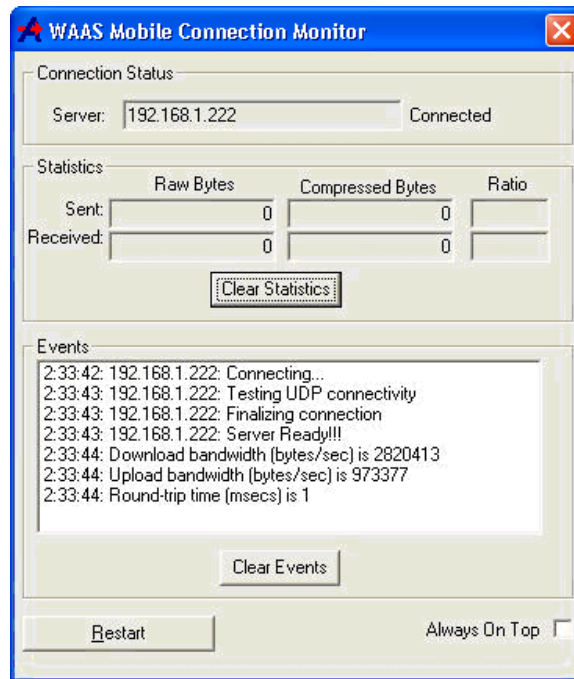 WAAS Mobile Connection Monitor
Connection Status
Server: 192.168.1.222 Connected
Statistics
Raw Bytes Compressed Bytes Ratio
Sent: 0 0
Received: 0 0
Clear Statistics
Events
2:33:42: 192.168.1.222: Connecting...
2:33:43: 192.168.1.222: Testing UDP connectivity
2:33:43: 192.168.1.222: Finalizing connection
2:33:43: 192.168.1.222: Server Ready!!!
2:33:44: Download bandwidth (bytes/sec) is 2820413
2:33:44: Upload bandwidth (bytes/sec) is 973377
2:33:44: Round-trip time (msecs) is 1
Clear Events
Restart Always On Top